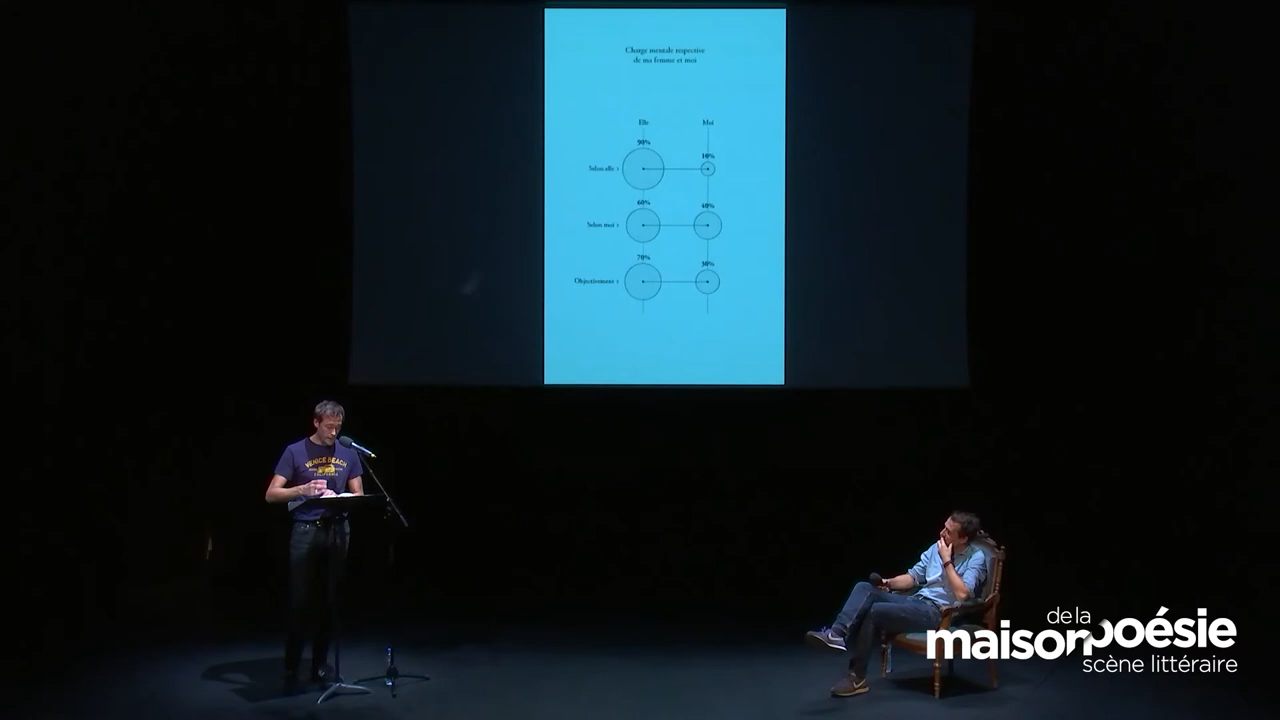 Charge mentale respective
de ma femme et moi
Elle Moi
90% 10%
Selon elle :
60% 40%
Selon moi :
70% 30%
Objectivement :
VENICE BEACH
CALIFORNIA
de la
maison poésie
scène littéraire